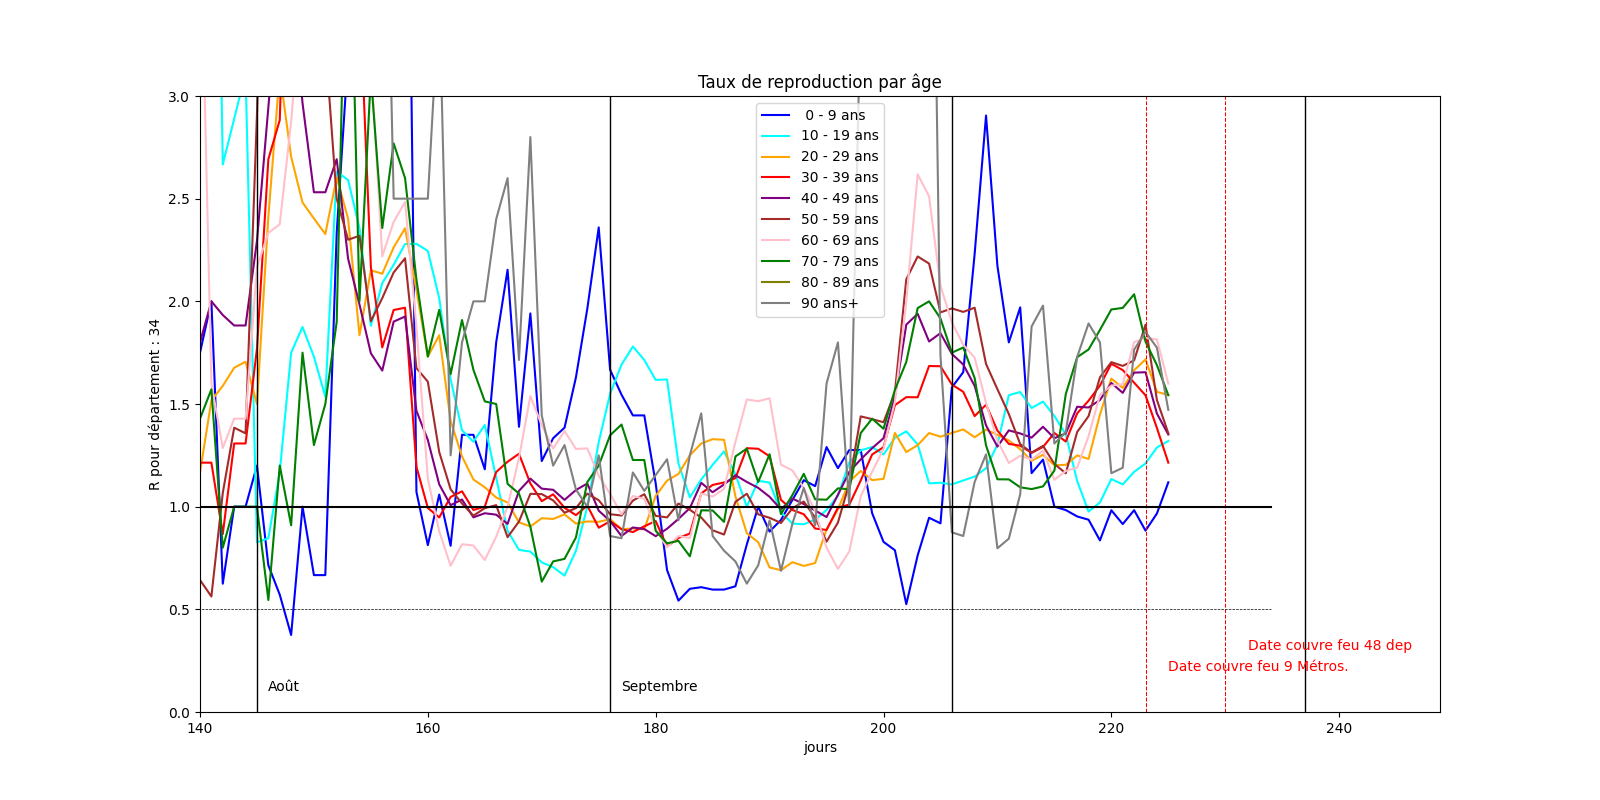 Taux de reproduction par âge
R pour département : 34
3.0
2.5
2.0
1.5
1.0
0.5
0.0
0 - 9 ans
10 - 19 ans
20 - 29 ans
30 - 39 ans
40 - 49 ans
50 - 59 ans
60 - 69 ans
70 - 79 ans
80 - 89 ans
90 ans+
Date couvre feu 48 dep
Date couvre feu 9 Métros.
Août
Septembre
140
160
180
200
220
240
jours